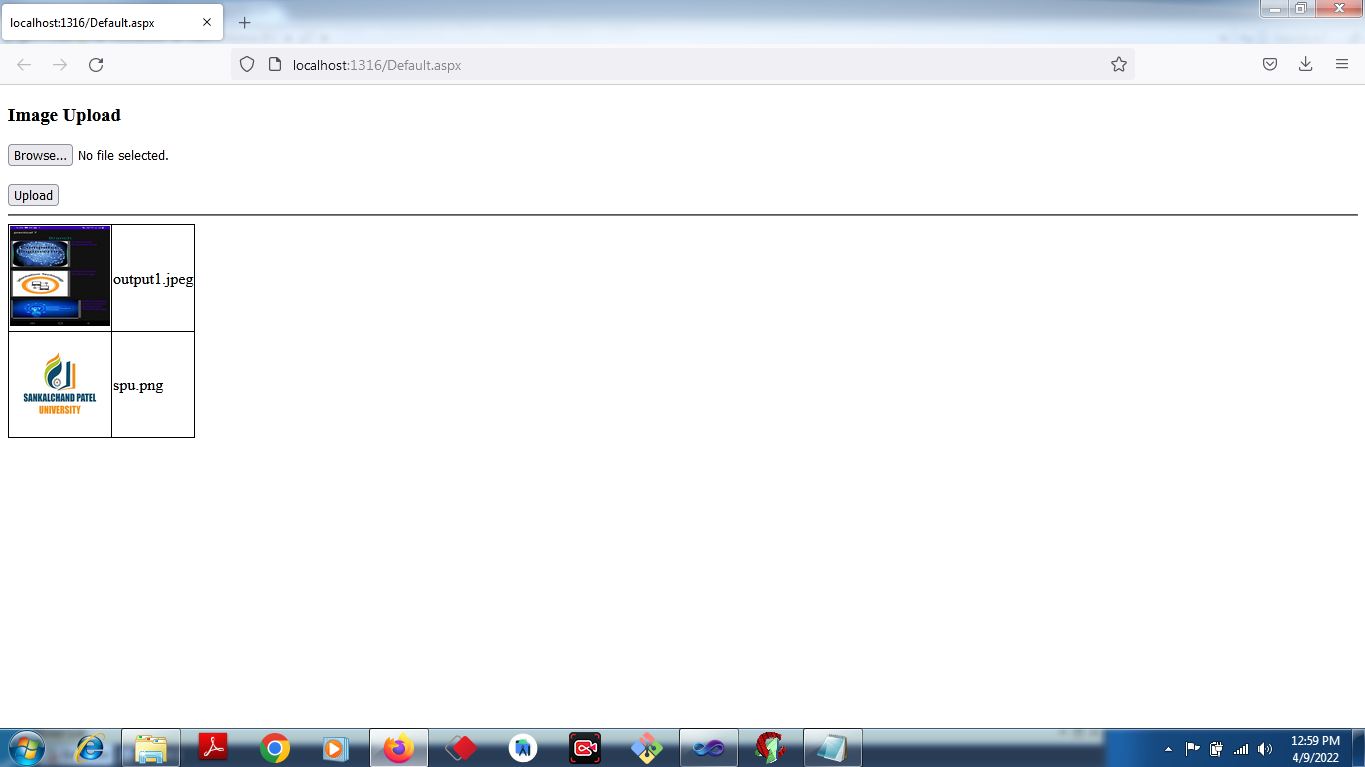 localhost:1316/Default.aspx
localhost:1316/Default.aspx
Image Upload
Browse... No file selected.
Upload
output1.jpeg
SANKALCHAND PATEL
UNIVERSITY
spu.png
12:59 PM
4/9/2022